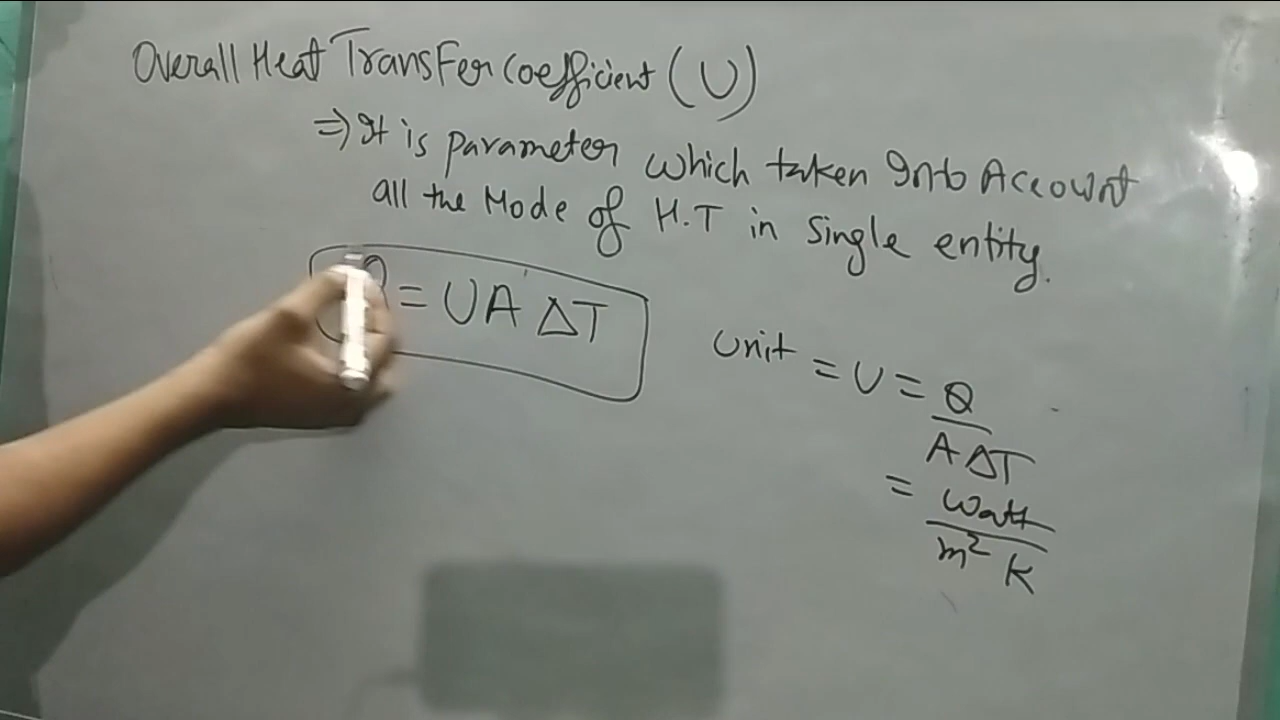 Overall Heat Transfer Coefficient (U)
⇒ It is parameter which taken Into Account
all the Mode of H.T in single entity.
= UA ΔT
Unit = U = Q
A ΔT
= Watt
m² K